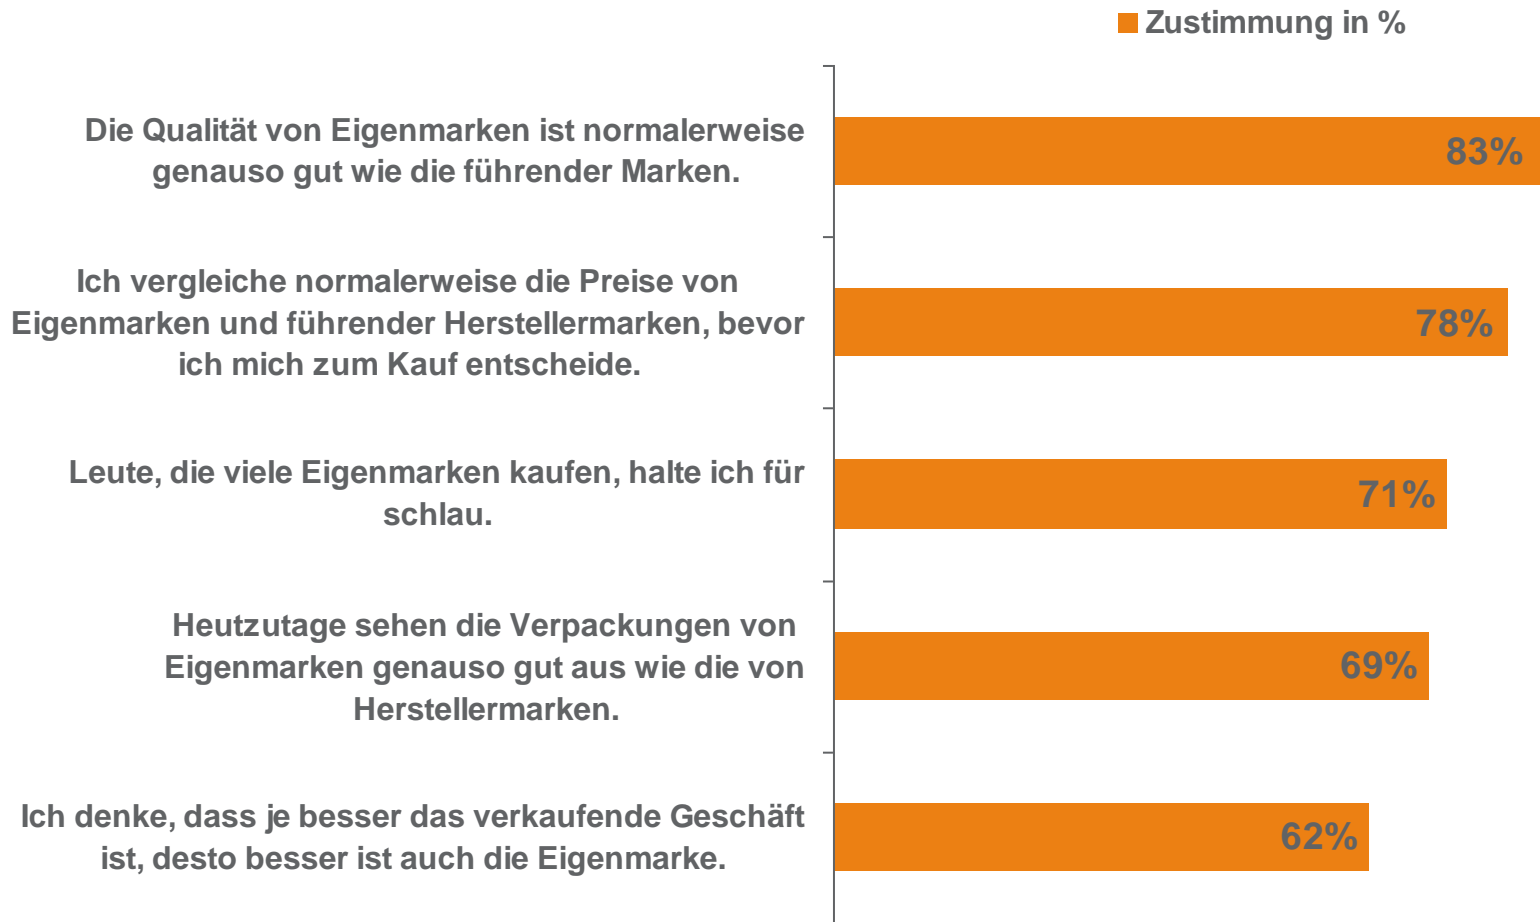 Zustimmung in %
Die Qualität von Eigenmarken ist normalerweise
genauso gut wie die führender Marken.
83%
Ich vergleiche normalerweise die Preise von
Eigenmarken und führender Herstellermarken, bevor
ich mich zum Kauf entscheide.
78%
Leute, die viele Eigenmarken kaufen, halte ich für
schlau.
71%
Heutzutage sehen die Verpackungen von
Eigenmarken genauso gut aus wie die von
Herstellermarken.
69%
Ich denke, dass je besser das verkaufende Geschäft
ist, desto besser ist auch die Eigenmarke.
62%